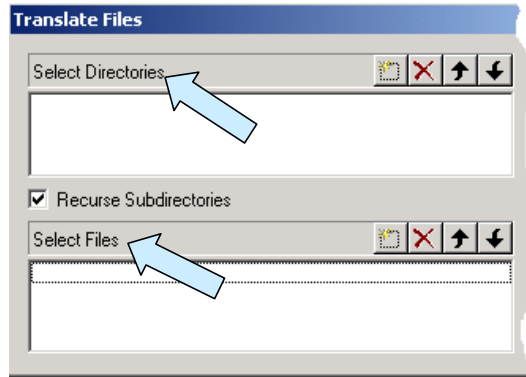 Translate Files
Select Directories
Recurse Subdirectories
Select Files